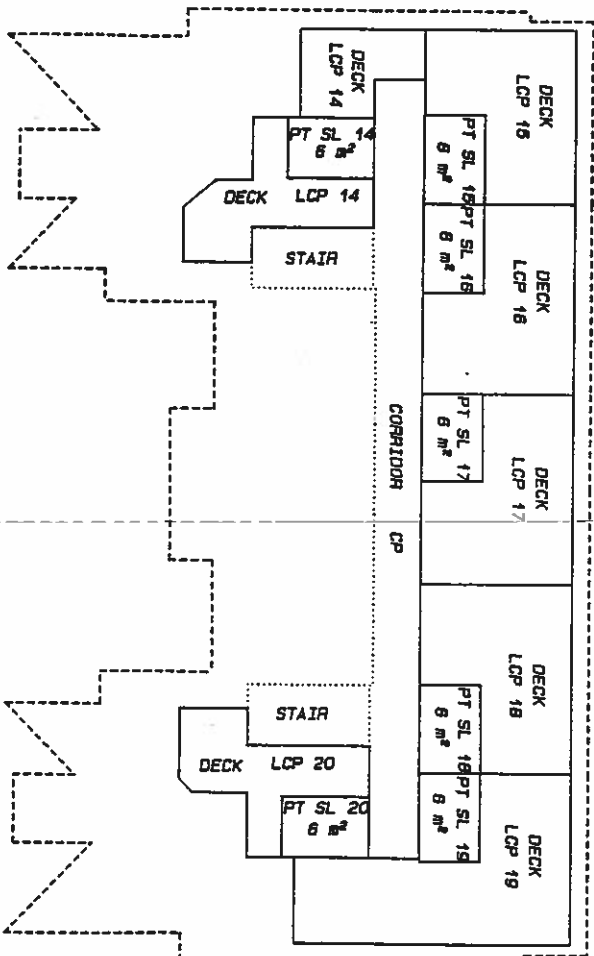 DECK
LCP 14
PT SL 14
6 m²
DECK LCP 14
STAIR
DECK
LCP 15
PT SL 15
6 m²
PT SL 16
6 m²
DECK
LCP 16
PT SL 17
6 m²
DECK
LCP 17
CORRIDOR CP
DECK
LCP 18
PT SL 18
6 m²
PT SL 19
6 m²
DECK
LCP 19
STAIR
DECK LCP 20
PT SL 20
6 m²